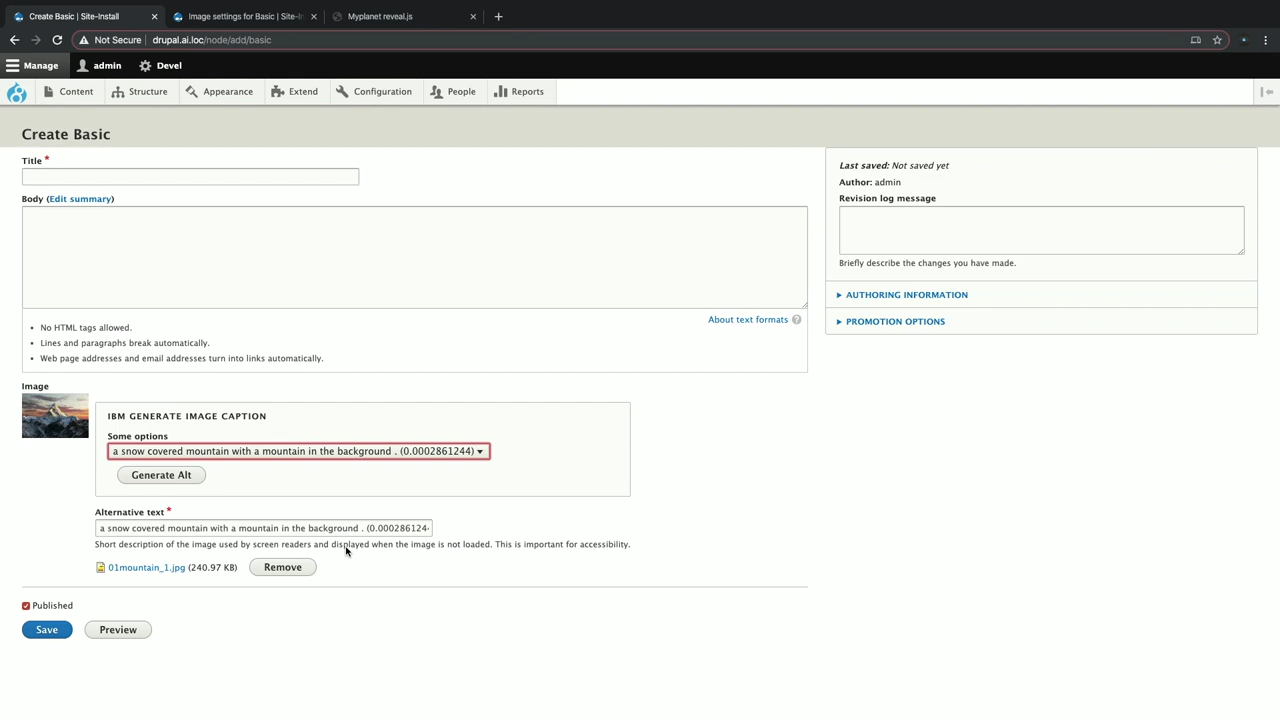 Create Basic | Site-Install
Image settings for Basic | Site-In
Myplanet reveal.js
Not Secure | drupal.ai.loc/node/add/basic
Manage admin Devel
Content Structure Appearance Extend Configuration People Reports
Create Basic
Title *
Body (Edit summary)
About text formats
No HTML tags allowed.
Lines and paragraphs break automatically.
Web page addresses and email addresses turn into links automatically.
Image
IBM GENERATE IMAGE CAPTION
Some options
a snow covered mountain with a mountain in the background . (0.0002861244)
Generate Alt
Alternative text *
a snow covered mountain with a mountain in the background . (0.000286124
Short description of the image used by screen readers and displayed when the image is not loaded. This is important for accessibility.
01mountain_1.jpg (240.97 KB) Remove
Published
Save Preview
Last saved: Not saved yet
Author: admin
Revision log message
Briefly describe the changes you have made.
AUTHORING INFORMATION
PROMOTION OPTIONS